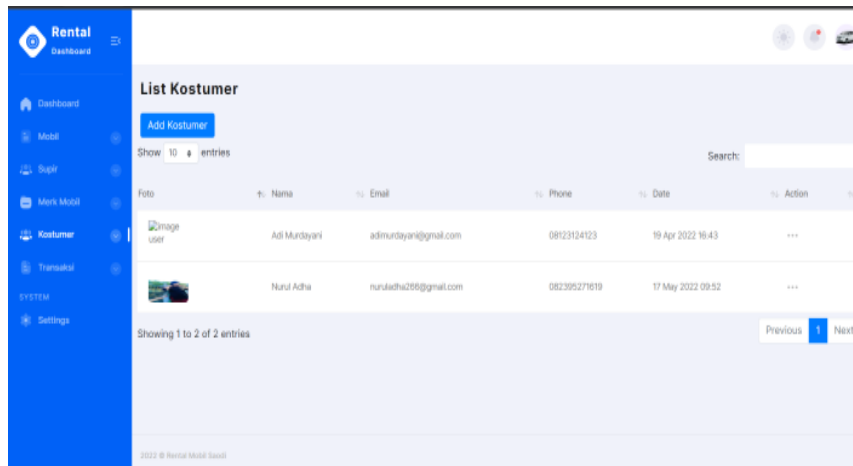 Rental
Dashboard
Dashboard
Mobil
Supir
Merk Mobil
Kostumer
Transaksi
SYSTEM
Settings
List Kostumer
Add Kostumer
Show 10 entries
Search:
Foto Nama Email Phone Date Action
image user Adi Murdayani adimurdayani@gmail.com 08123124123 19 Apr 2022 16:43 ...
Nurul Adha nuruladha266@gmail.com 082395271619 17 May 2022 09:52 ...
Showing 1 to 2 of 2 entries
Previous 1 Next
2022 © Rental Mobil